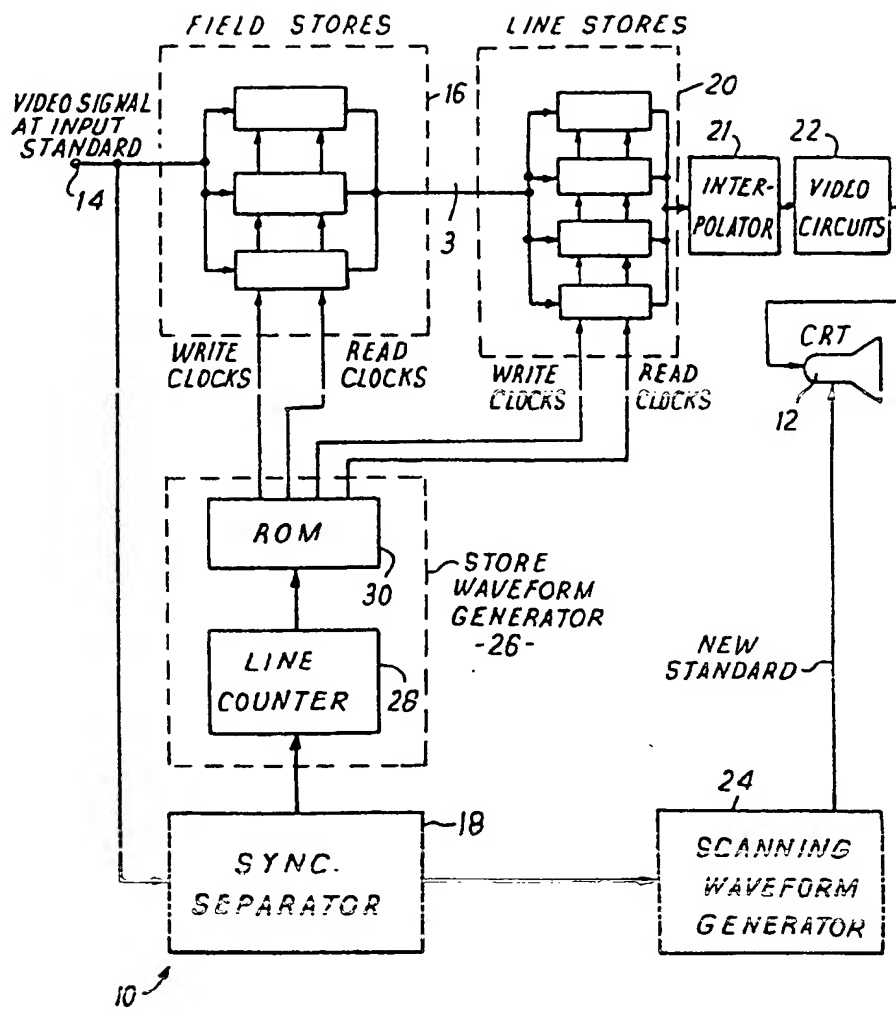 FIELD STORES
LINE STORES
VIDEO SIGNAL
AT INPUT
STANDARD
14
16
20
21
22
INTER-
POLATOR
VIDEO
CIRCUITS
3
WRITE
CLOCKS
READ
CLOCKS
WRITE
CLOCKS
READ
CLOCKS
CRT
12
ROM
30
STORE
WAVEFORM
GENERATOR
-26-
LINE
COUNTER
28
NEW
STANDARD
18
SYNC.
SEPARATOR
24
SCANNING
WAVEFORM
GENERATOR
10